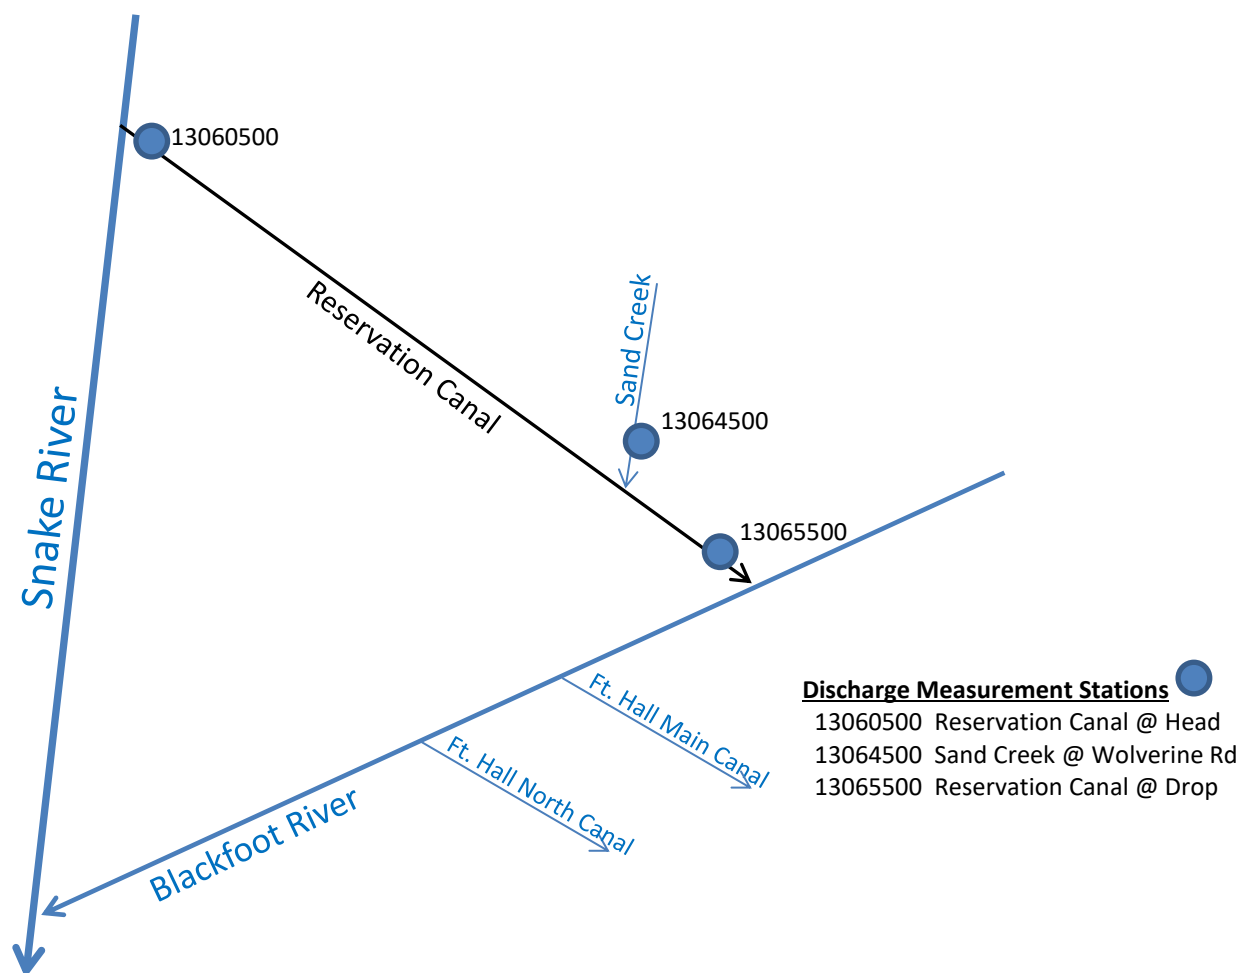 13060500
Reservation Canal
Sand Creek
13064500
13065500
Snake River
Ft. Hall Main Canal
Ft. Hall North Canal
Blackfoot River
Discharge Measurement Stations
13060500 Reservation Canal @ Head
13064500 Sand Creek @ Wolverine Rd
13065500 Reservation Canal @ Drop